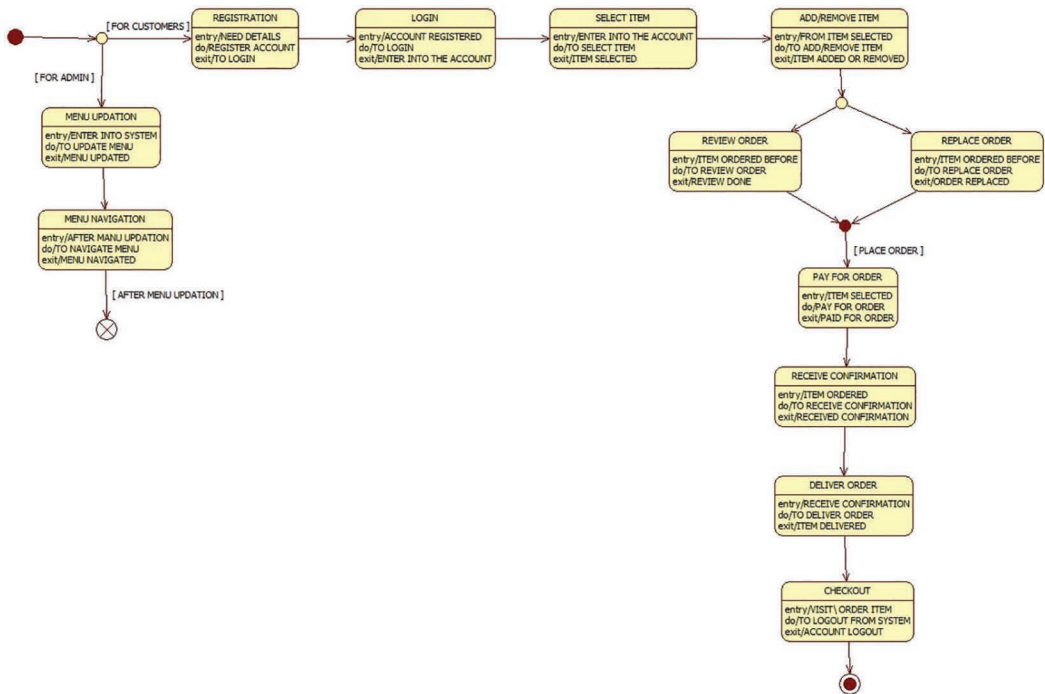 [ FOR CUSTOMERS ]
REGISTRATION
entry/NEED DETAILS
do/REGISTER ACCOUNT
exit/TO LOGIN
LOGIN
entry/ACCOUNT REGISTERED
do/TO LOGIN
exit/ENTER INTO THE ACCOUNT
SELECT ITEM
entry/ENTER INTO THE ACCOUNT
do/TO SELECT ITEM
exit/ITEM SELECTED
ADD/REMOVE ITEM
entry/FROM ITEM SELECTED
do/TO ADD/REMOVE ITEM
exit/ITEM ADDED OR REMOVED
[ FOR ADMIN ]
MENU UPDATION
entry/ENTER INTO SYSTEM
do/TO UPDATE MENU
exit/MENU UPDATED
MENU NAVIGATION
entry/AFTER MANU UPDATION
do/TO NAVIGATE MENU
exit/MENU NAVIGATED
[ AFTER MENU UPDATION ]
REVIEW ORDER
entry/ITEM ORDERED BEFORE
do/TO REVIEW ORDER
exit/REVIEW DONE
REPLACE ORDER
entry/ITEM ORDERED BEFORE
do/TO REPLACE ORDER
exit/ORDER REPLACED
[ PLACE ORDER ]
PAY FOR ORDER
entry/ITEM SELECTED
do/PAY FOR ORDER
exit/PAID FOR ORDER
RECEIVE CONFIRMATION
entry/ITEM ORDERED
do/TO RECEIVE CONFIRMATION
exit/RECEIVED CONFIRMATION
DELIVER ORDER
entry/RECEIVE CONFIRMATION
do/TO DELIVER ORDER
exit/ITEM DELIVERED
CHECKOUT
entry/VISIT\ ORDER ITEM
do/TO LOGOUT FROM SYSTEM
exit/ACCOUNT LOGOUT